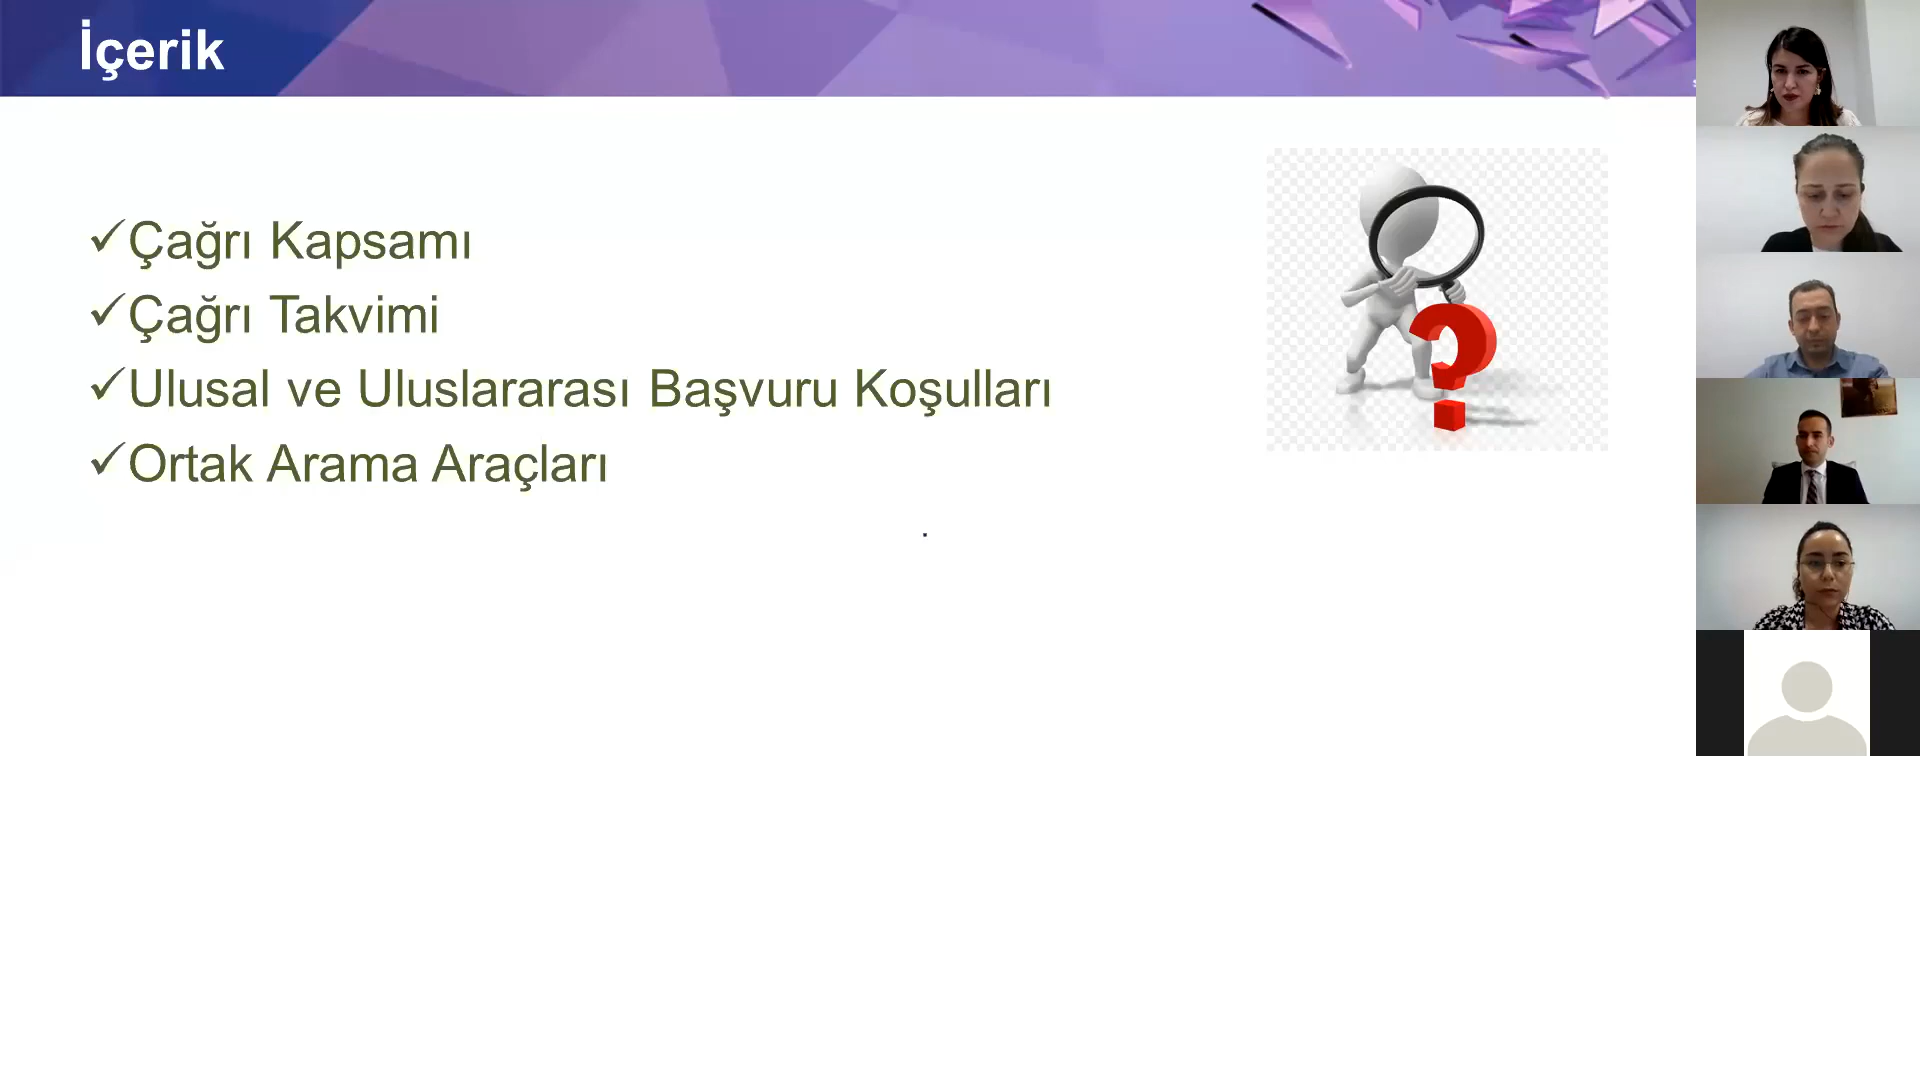 İçerik
✓Çağrı Kapsamı
✓Çağrı Takvimi
✓Ulusal ve Uluslararası Başvuru Koşulları
✓Ortak Arama Araçları
.
?